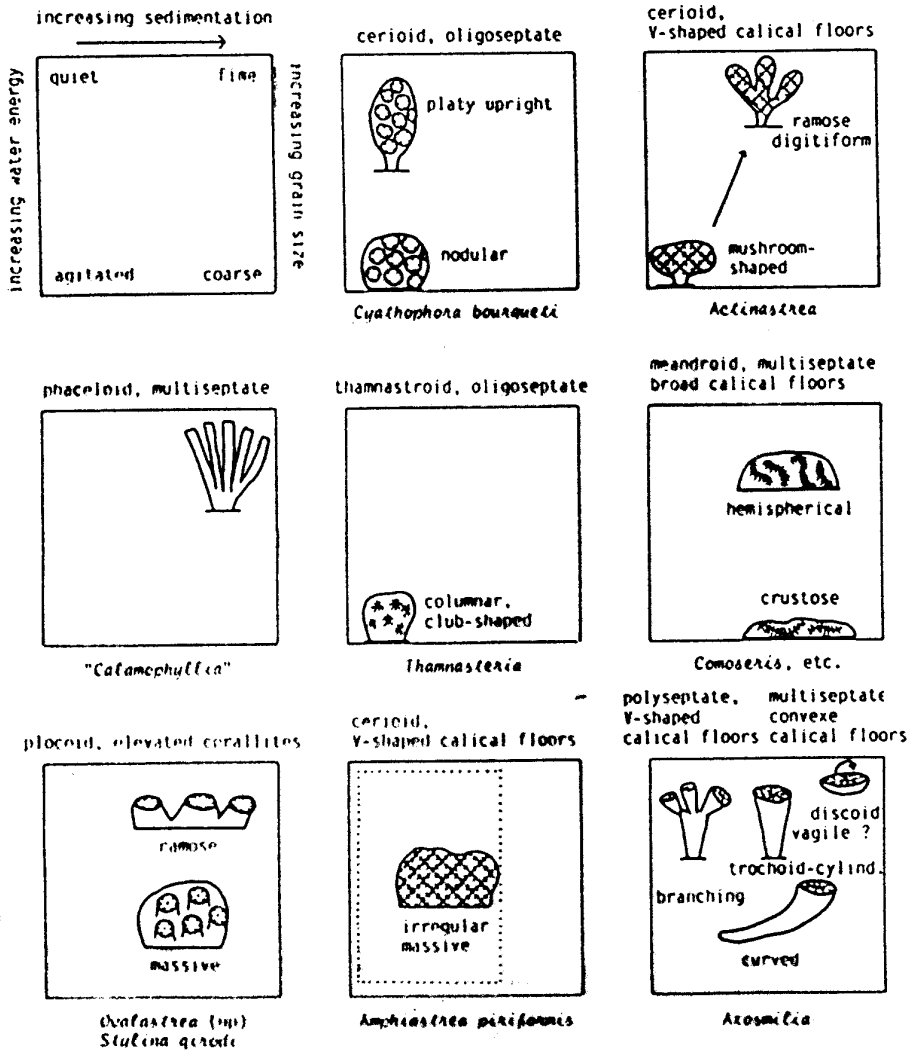 increasing sedimentation
increasing water energy
quiet fine
agitated coarse
increasing grain size
cerioid, oligoseptate
platy upright
nodular
Cyathophora bourgueti
cerioid,
V-shaped calical floors
ramose
digitiform
mushroom-
shaped
Actinastrea
phaceloid, multiseptate
"Calamophyllia"
thamnastroid, oligoseptate
columnar,
club-shaped
Thamnasteria
meandroid, multiseptate
broad calical floors
hemispherical
crustose
Comoseris, etc.
plocoid, elevated corallites
ramose
massive
Ovalastrea
Stylina girodi
cerioid,
V-shaped calical floors
irregular
massive
Amphiastrea piriformis
polyseptate,
V-shaped
calical floors
multiseptate
convexe
calical floors
discoid
vagile ?
trochoid-cylind.
branching
curved
Axosmilia